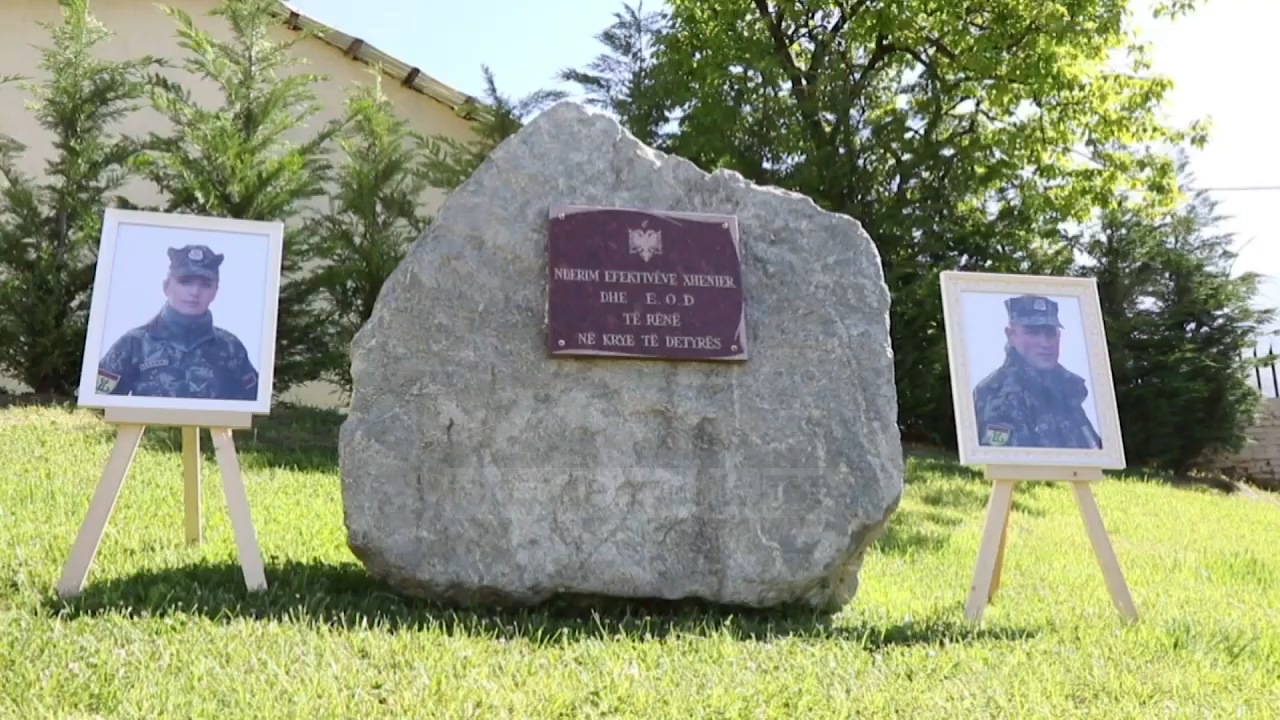 NDERIM EFEKTIVËVE XHENIER
DHE E.O.D
TË RËNË
NË KRYE TË DETYRËS